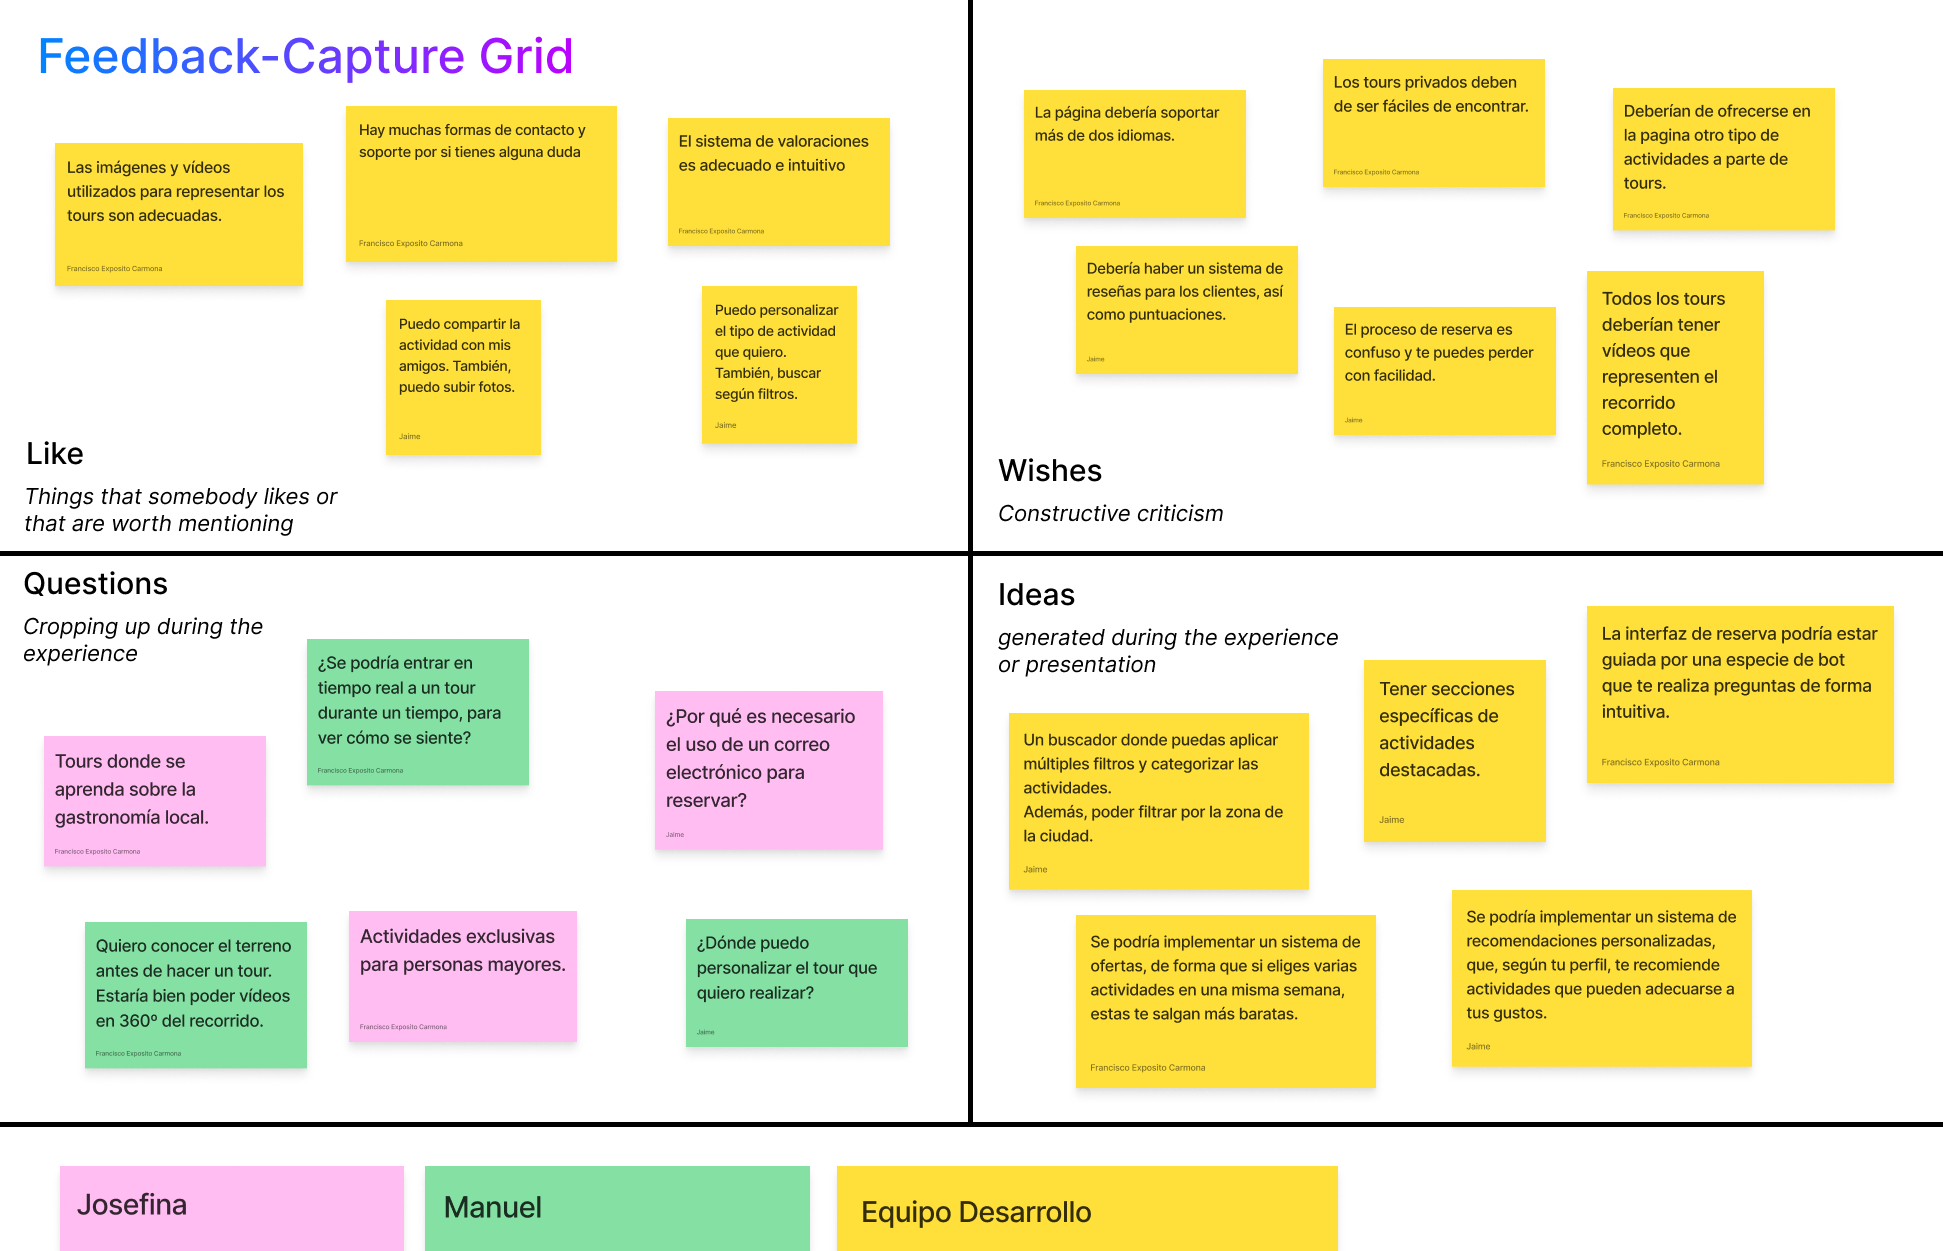 Feedback-Capture Grid
Las imágenes y vídeos
utilizados para representar los
tours son adecuadas.
Francisco Exposito Carmona
Hay muchas formas de contacto y
soporte por si tienes alguna duda
Francisco Exposito Carmona
El sistema de valoraciones
es adecuado e intuitivo
Francisco Exposito Carmona
Puedo compartir la
actividad con mis
amigos. También,
puedo subir fotos.
Jaime
Puedo personalizar
el tipo de actividad
que quiero.
También, buscar
según filtros.
Jaime
Like
Things that somebody likes or
that are worth mentioning
La página debería soportar
más de dos idiomas.
Francisco Exposito Carmona
Los tours privados deben
de ser fáciles de encontrar.
Francisco Exposito Carmona
Deberían de ofrecerse en
la pagina otro tipo de
actividades a parte de
tours.
Francisco Exposito Carmona
Debería haber un sistema de
reseñas para los clientes, así
como puntuaciones.
Jaime
El proceso de reserva es
confuso y te puedes perder
con facilidad.
Jaime
Todos los tours
deberían tener
vídeos que
representen el
recorrido
completo.
Francisco Exposito Carmona
Wishes
Constructive criticism
Questions
Cropping up during the
experience
¿Se podría entrar en
tiempo real a un tour
durante un tiempo, para
ver cómo se siente?
Francisco Exposito Carmona
¿Por qué es necesario
el uso de un correo
electrónico para
reservar?
Jaime
Tours donde se
aprenda sobre la
gastronomía local.
Francisco Exposito Carmona
Quiero conocer el terreno
antes de hacer un tour.
Estaría bien poder vídeos
en 360º del recorrido.
Francisco Exposito Carmona
Actividades exclusivas
para personas mayores.
Francisco Exposito Carmona
¿Dónde puedo
personalizar el tour que
quiero realizar?
Jaime
Ideas
generated during the experience
or presentation
Un buscador donde puedas aplicar
múltiples filtros y categorizar las
actividades.
Además, poder filtrar por la zona de
la ciudad.
Jaime
Tener secciones
específicas de
actividades
destacadas.
Jaime
La interfaz de reserva podría estar
guiada por una especie de bot
que te realiza preguntas de forma
intuitiva.
Francisco Exposito Carmona
Se podría implementar un sistema de
ofertas, de forma que si eliges varias
actividades en una misma semana,
estas te salgan más baratas.
Francisco Exposito Carmona
Se podría implementar un sistema de
recomendaciones personalizadas,
que, según tu perfil, te recomiende
actividades que pueden adecuarse a
tus gustos.
Jaime
Josefina
Manuel
Equipo Desarrollo